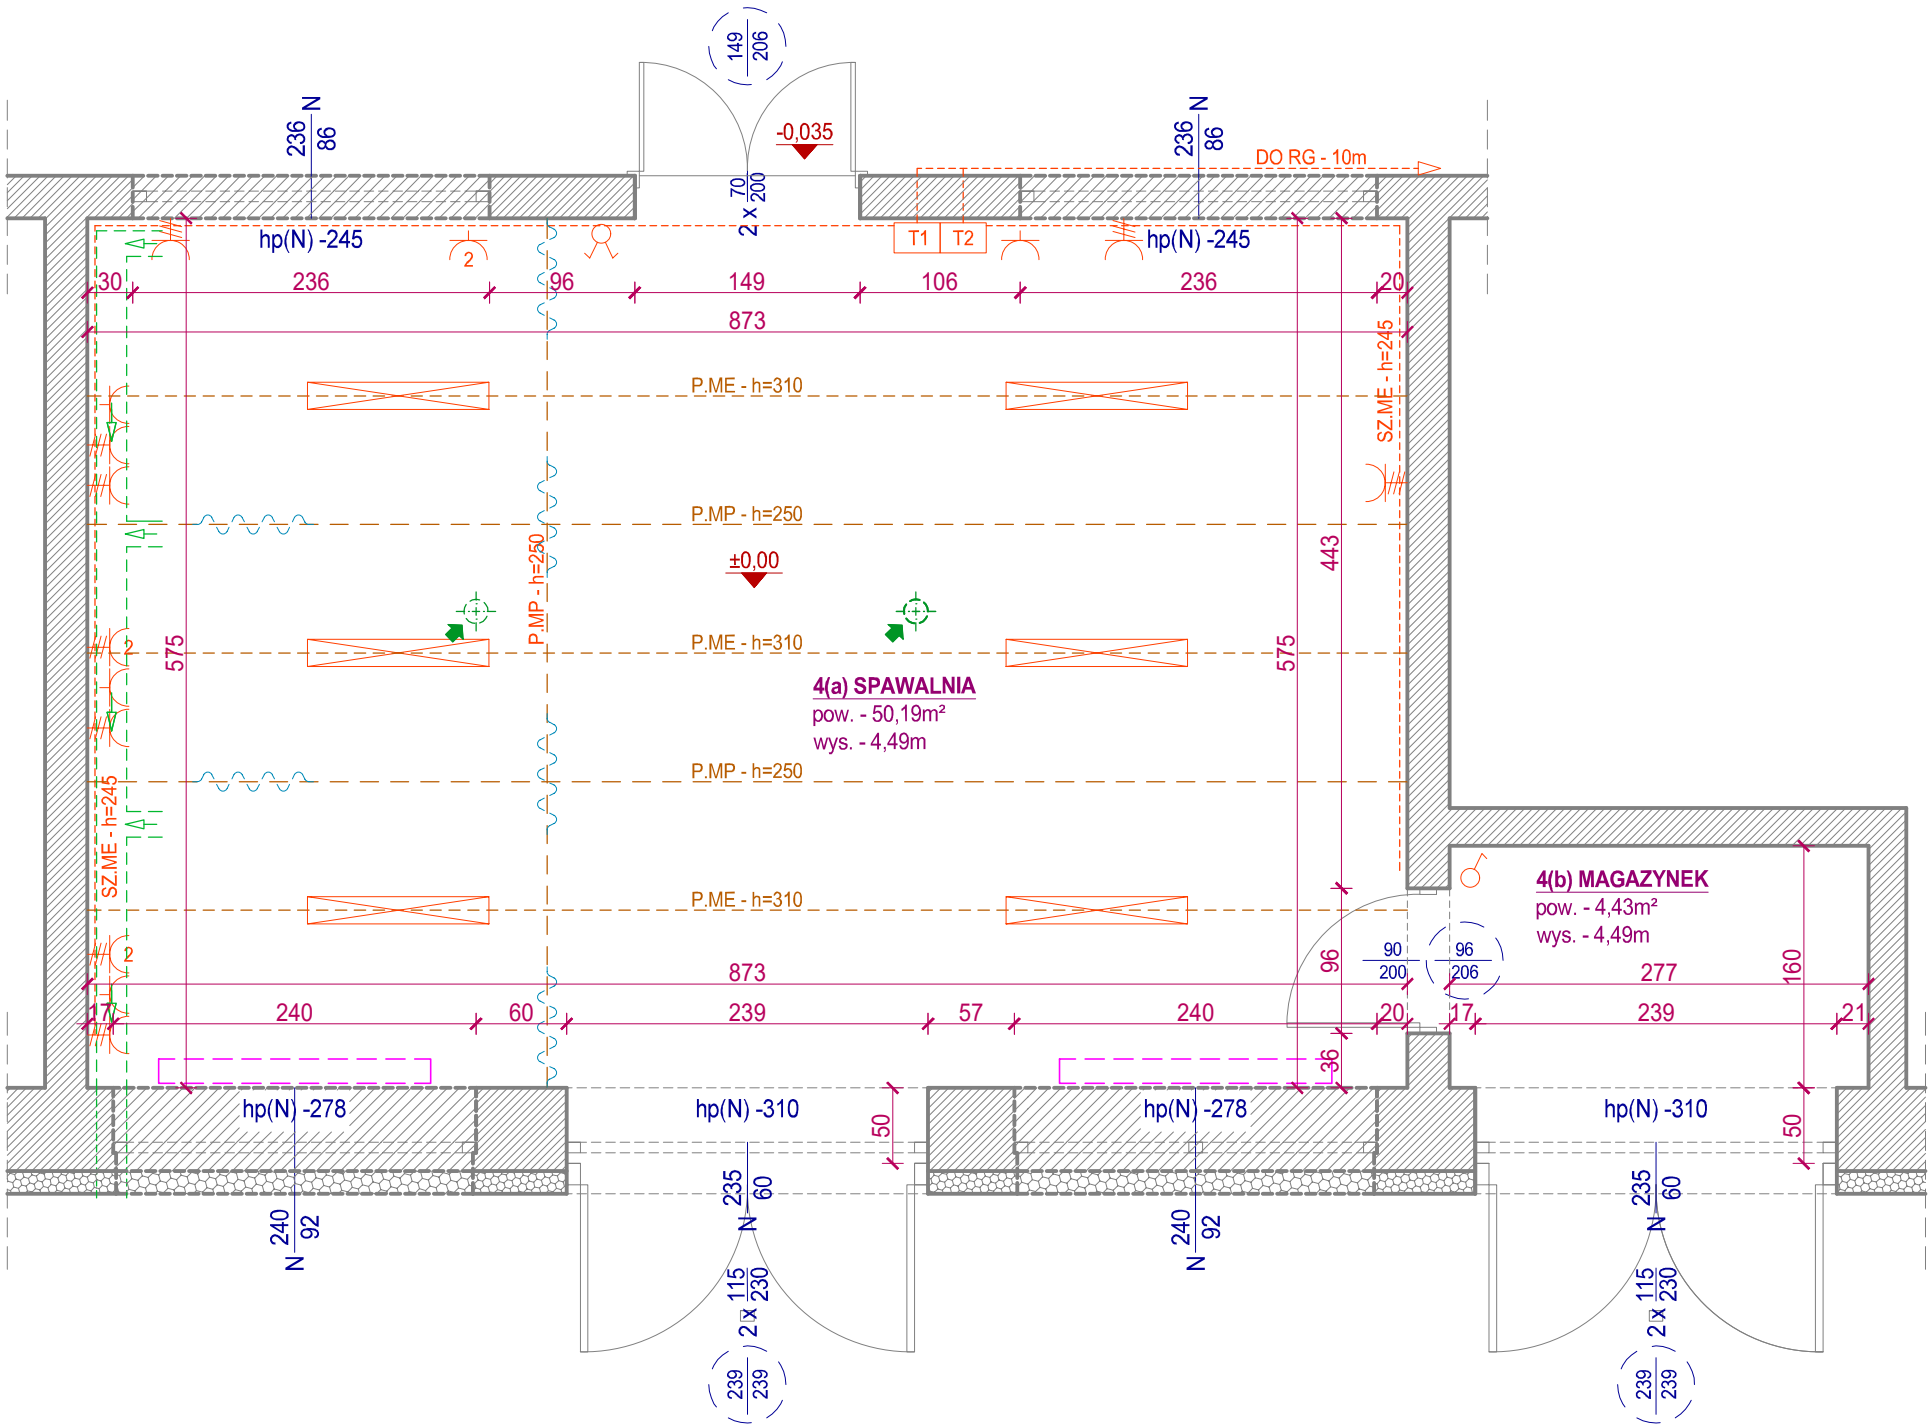 149
206
N
236
86
-0,035
N
236
86
DO RG - 10m
2 x 70
200
hp(N) -245
2
T1
T2
hp(N) -245
30
236
96
149
106
236
20
873
SZ.ME - h=245
P.ME - h=310
P.MP - h=250
P.MP - h=250
±0,00
443
575
575
2
P.ME - h=310
4(a) SPAWALNIA
pow. - 50,19m²
wys. - 4,49m
P.MP - h=250
SZ.ME - h=245
P.ME - h=310
4(b) MAGAZYNEK
pow. - 4,43m²
wys. - 4,49m
2
90
200
96
206
96
160
873
277
17
240
60
239
57
240
20
17
239
21
36
hp(N) -278
hp(N) -310
50
hp(N) -278
hp(N) -310
50
N
240
92
N
235
60
N
240
92
N
235
60
2 x 115
230
2 x 115
230
239
239
239
239